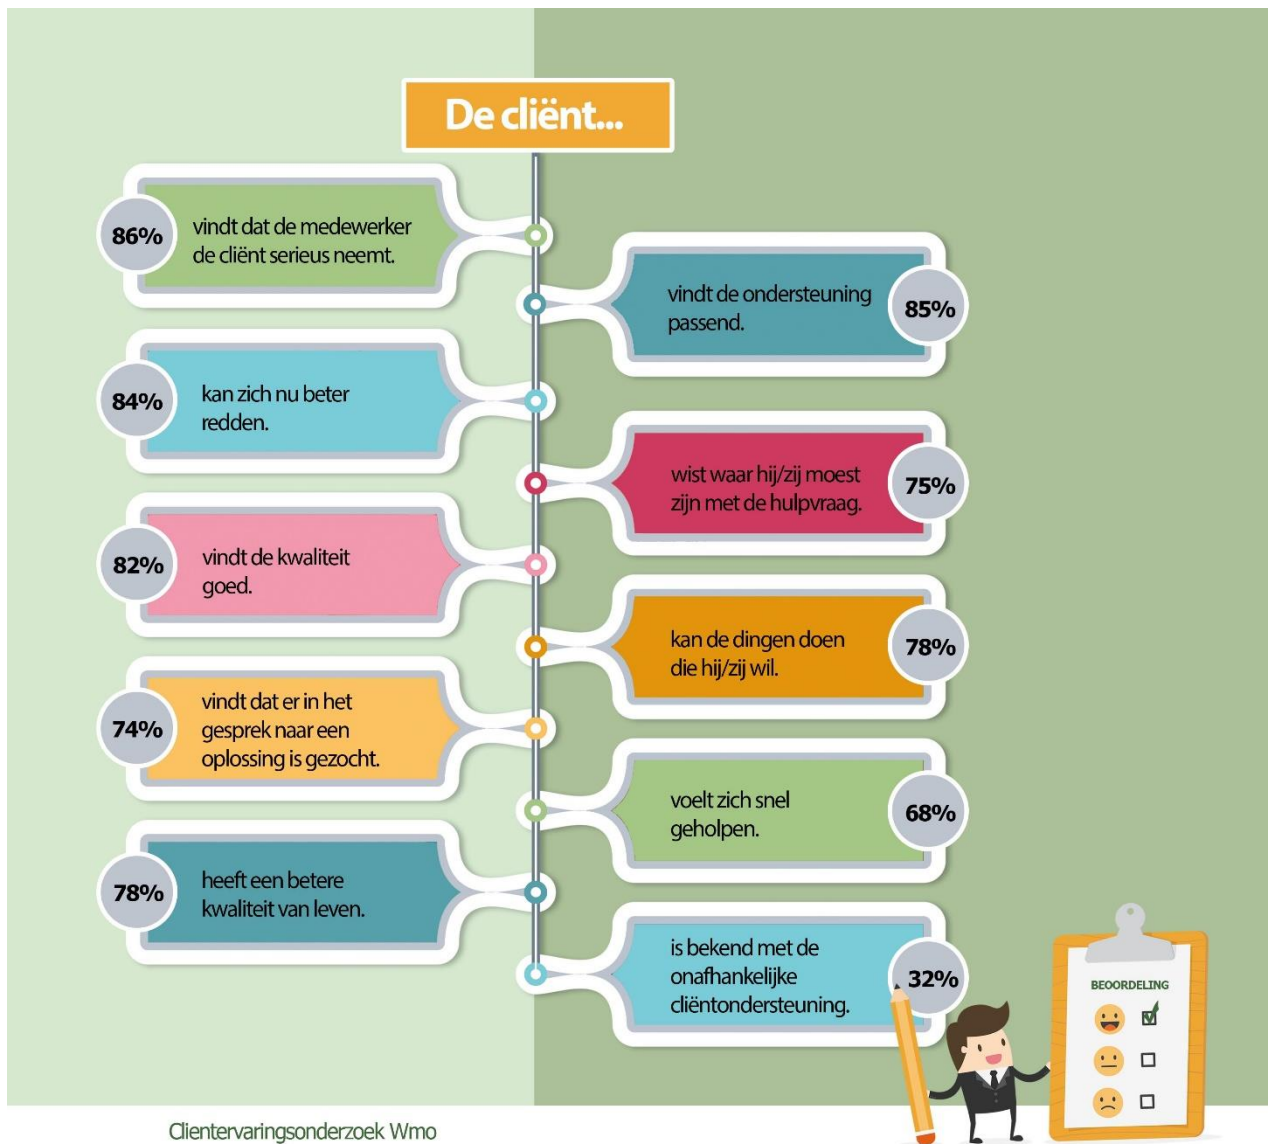 De cliënt...
86%
vindt dat de medewerker
de cliënt serieus neemt.
vindt de ondersteuning
passend.
85%
84%
kan zich nu beter
redden.
wist waar hij/zij moest
zijn met de hulpvraag.
75%
82%
vindt de kwaliteit
goed.
kan de dingen doen
die hij/zij wil.
78%
74%
vindt dat er in het
gesprek naar een
oplossing is gezocht.
voelt zich snel
geholpen.
68%
78%
heeft een betere
kwaliteit van leven.
is bekend met de
onafhankelijke
cliëntondersteuning.
32%
BEOORDELING
Clientervaringsonderzoek Wmo